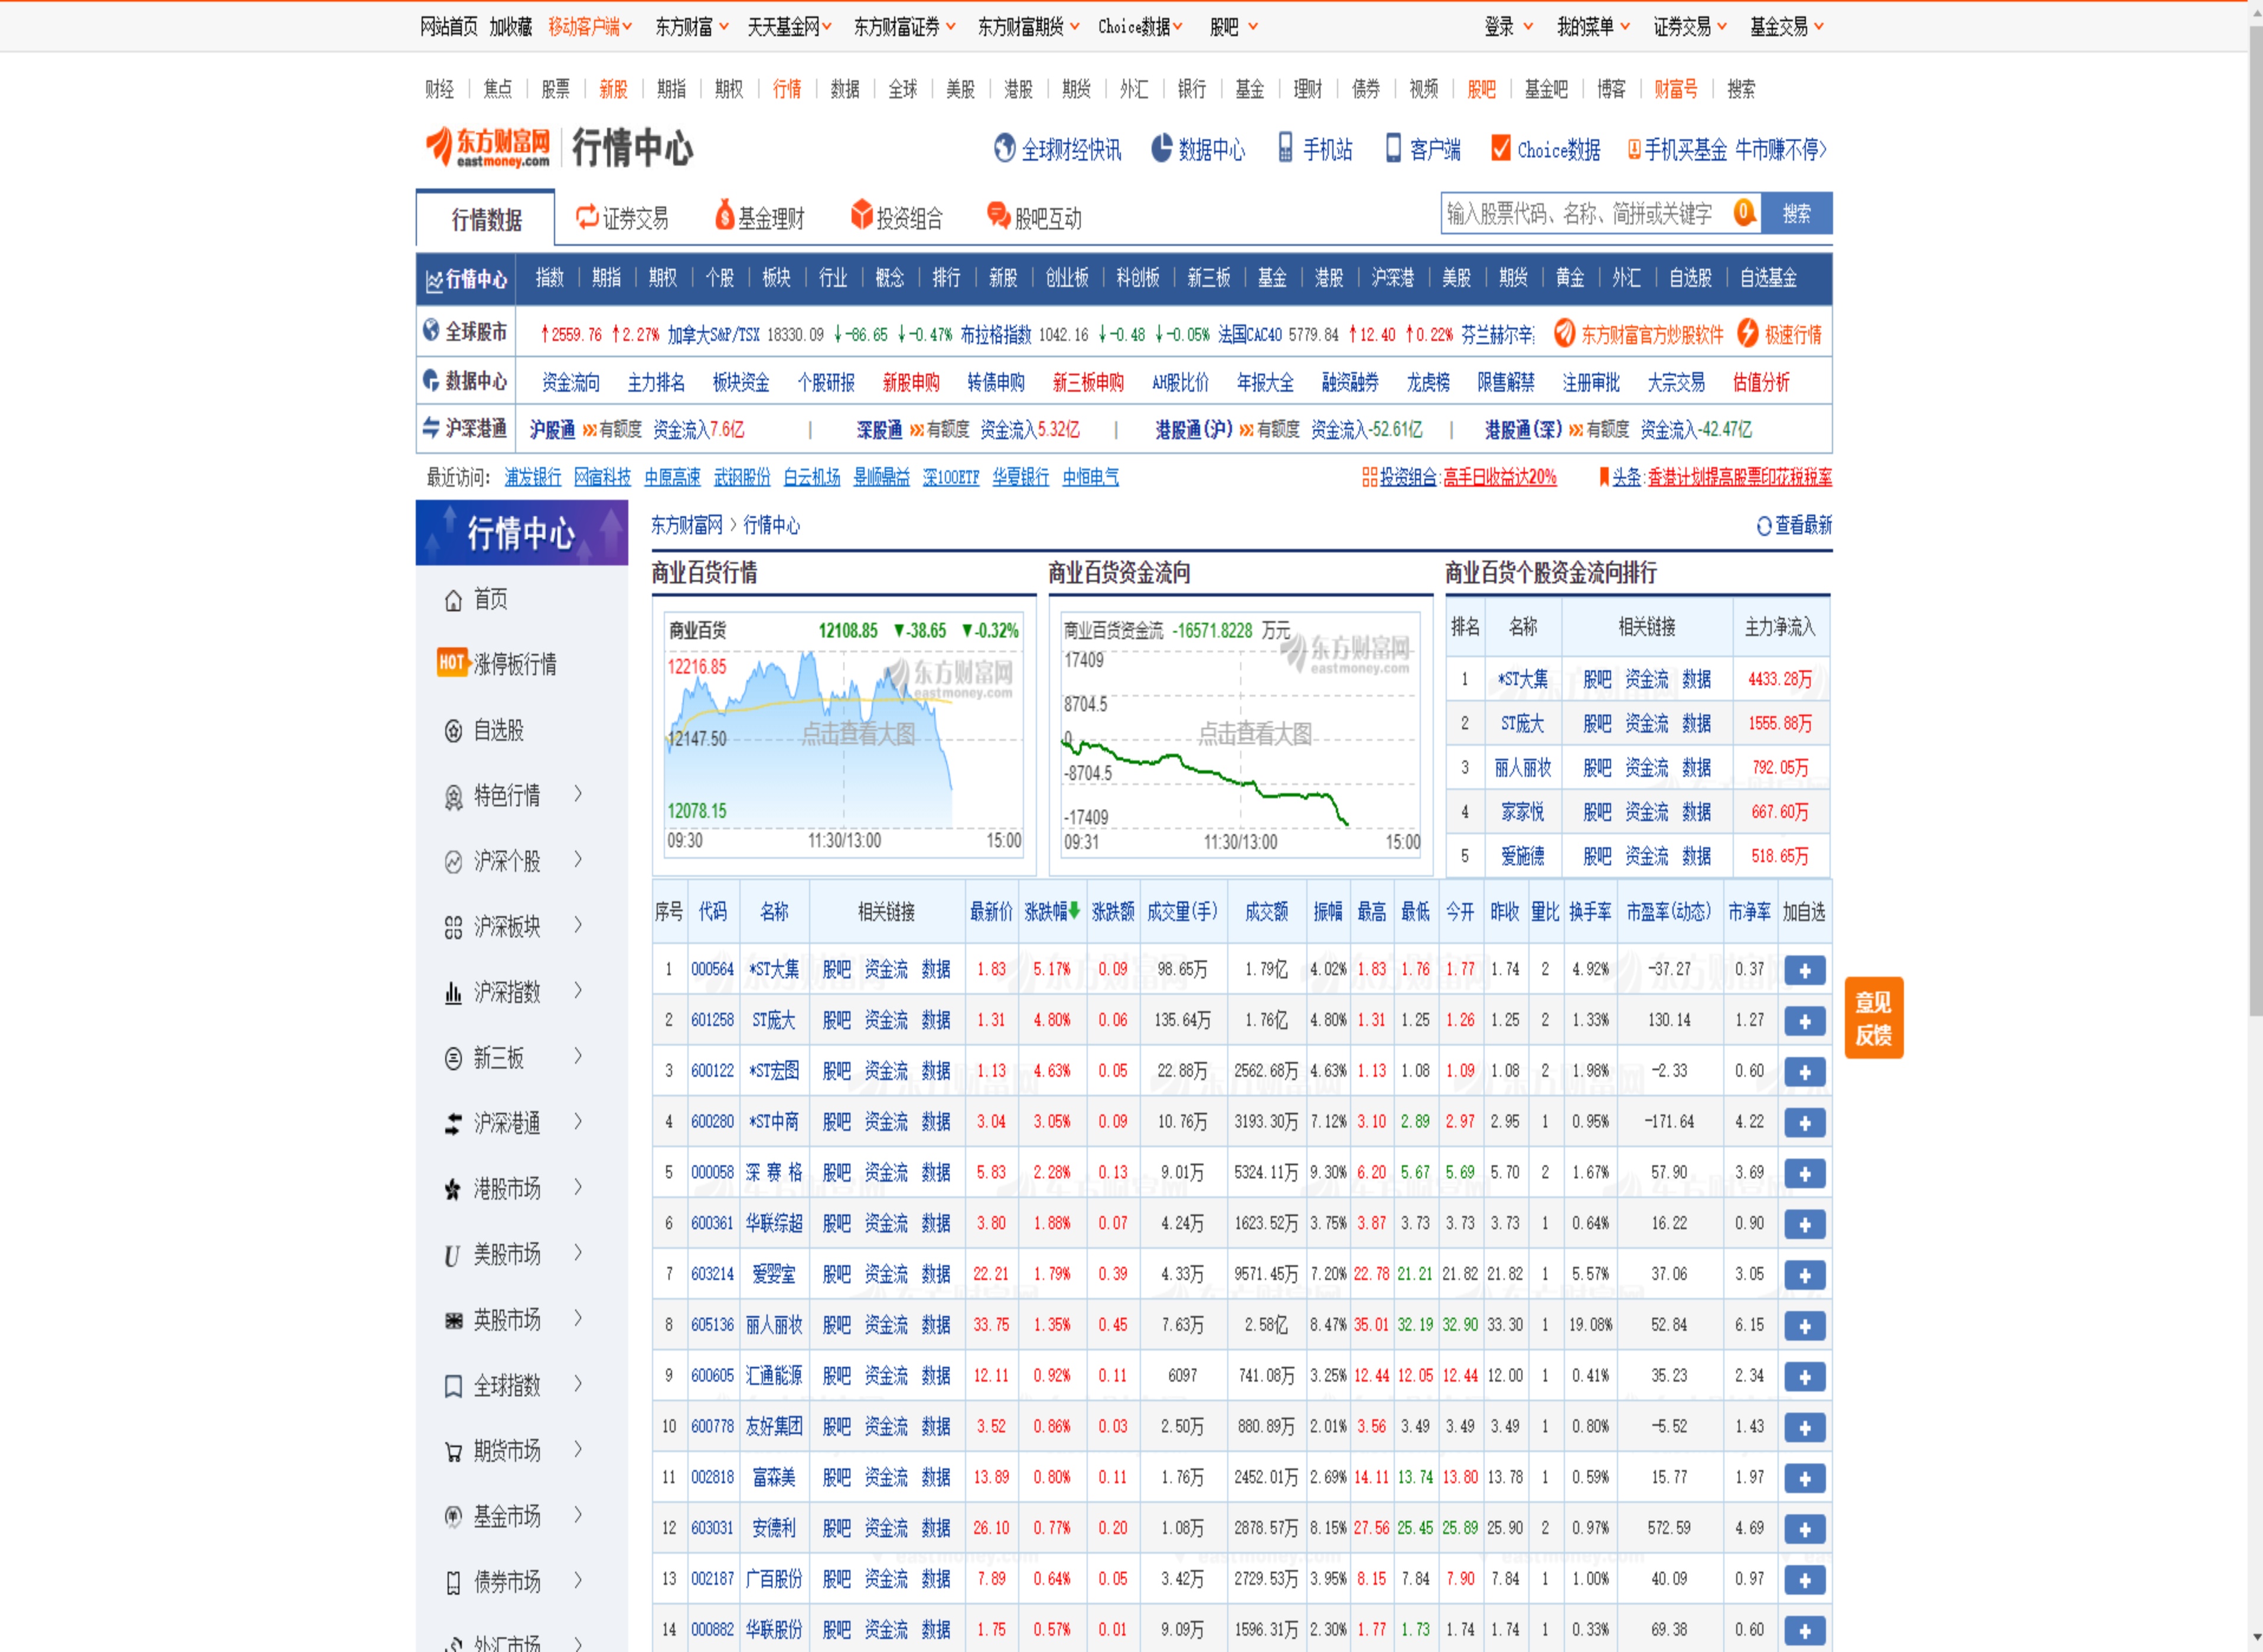 网站首页 加收藏 移动客户端 东方财富 天天基金网 东方财富证券 东方财富期货 Choice数据 股吧 登录 我的菜单 证券交易 基金交易
财经 焦点 股票 新股 期指 期权 行情 数据 全球 美股 港股 期货 外汇 银行 基金 理财 债券 视频 股吧 基金吧 博客 财富号 搜索
东方财富网 eastmoney.com 行情中心 全球财经快讯 数据中心 手机站 客户端 Choice数据 手机买基金 牛市赚不停>
行情数据 证券交易 基金理财 投资组合 股吧互动 输入股票代码、名称、简拼或关键字 搜索
行情中心 指数 期指 期权 个股 板块 行业 概念 排行 新股 创业板 科创板 新三板 基金 港股 沪深港 美股 期货 黄金 外汇 自选股 自选基金
全球股市 ↑2559.76 ↑2.27% 加拿大S&P/TSX 18330.09 ↓-86.65 ↓-0.47% 布拉格指数 1042.16 ↓-0.48 ↓-0.05% 法国CAC40 5779.84 ↑12.40 ↑0.22% 芬兰赫尔辛 东方财富官方炒股软件 极速行情
数据中心 资金流向 主力排名 板块资金 个股研报 新股申购 转债申购 新三板申购 AH股比价 年报大全 融资融券 龙虎榜 限售解禁 注册审批 大宗交易 估值分析
沪深港通 沪股通 有额度 资金流入7.6亿 | 深股通 有额度 资金流入5.32亿 | 港股通(沪) 有额度 资金流入-52.61亿 | 港股通(深) 有额度 资金流入-42.47亿
最近访问: 浦发银行 网宿科技 中原高速 武钢股份 白云机场 景顺鼎益 深100ETF 华夏银行 中恒电气 投资组合:高手日收益达20% 头条:香港计划提高股票印花税税率
行情中心
首页
HOT 涨停板行情
自选股
特色行情 >
沪深个股 >
沪深板块 >
沪深指数 >
新三板 >
沪深港通 >
港股市场 >
美股市场 >
英股市场 >
全球指数 >
期货市场 >
基金市场 >
债券市场 >
外汇市场 >
东方财富网 > 行情中心 查看最新
商业百货行情
商业百货 12108.85 ▼-38.65 ▼-0.32%
12216.85
东方财富网
eastmoney.com
12147.50
点击查看大图
12078.15
09:30 11:30/13:00 15:00
商业百货资金流向
商业百货资金流 -16571.8228 万元
17409
东方财富网
eastmoney.com
8704.5
0
点击查看大图
-8704.5
-17409
09:31 11:30/13:00 15:00
商业百货个股资金流向排行
排名 名称 相关链接 主力净流入
1 *ST大集 股吧 资金流 数据 4433.28万
2 ST庞大 股吧 资金流 数据 1555.88万
3 丽人丽妆 股吧 资金流 数据 792.05万
4 家家悦 股吧 资金流 数据 667.60万
5 爱施德 股吧 资金流 数据 518.65万
序号 代码 名称 相关链接 最新价 涨跌幅 涨跌额 成交量(手) 成交额 振幅 最高 最低 今开 昨收 量比 换手率 市盈率(动态) 市净率 加自选
1 000564 *ST大集 股吧 资金流 数据 1.83 5.17% 0.09 98.65万 1.79亿 4.02% 1.83 1.76 1.77 1.74 2 4.92% -37.27 0.37
2 601258 ST庞大 股吧 资金流 数据 1.31 4.80% 0.06 135.64万 1.76亿 4.80% 1.31 1.25 1.26 1.25 2 1.33% 130.14 1.27
3 600122 *ST宏图 股吧 资金流 数据 1.13 4.63% 0.05 22.88万 2562.68万 4.63% 1.13 1.08 1.09 1.08 2 1.98% -2.33 0.60
4 600280 *ST中商 股吧 资金流 数据 3.04 3.05% 0.09 10.76万 3193.30万 7.12% 3.10 2.89 2.97 2.95 1 0.95% -171.64 4.22
5 000058 深 赛 格 股吧 资金流 数据 5.83 2.28% 0.13 9.01万 5324.11万 9.30% 6.20 5.67 5.69 5.70 2 1.67% 57.90 3.69
6 600361 华联综超 股吧 资金流 数据 3.80 1.88% 0.07 4.24万 1623.52万 3.75% 3.87 3.73 3.73 3.73 1 0.64% 16.22 0.90
7 603214 爱婴室 股吧 资金流 数据 22.21 1.79% 0.39 4.33万 9571.45万 7.20% 22.78 21.21 21.82 21.82 1 5.57% 37.06 3.05
8 605136 丽人丽妆 股吧 资金流 数据 33.75 1.35% 0.45 7.63万 2.58亿 8.47% 35.01 32.19 32.90 33.30 1 19.08% 52.84 6.15
9 600605 汇通能源 股吧 资金流 数据 12.11 0.92% 0.11 6097 741.08万 3.25% 12.44 12.05 12.44 12.00 1 0.41% 35.23 2.34
10 600778 友好集团 股吧 资金流 数据 3.52 0.86% 0.03 2.50万 880.89万 2.01% 3.56 3.49 3.49 3.49 1 0.80% -5.52 1.43
11 002818 富森美 股吧 资金流 数据 13.89 0.80% 0.11 1.76万 2452.01万 2.69% 14.11 13.74 13.80 13.78 1 0.59% 15.77 1.97
12 603031 安德利 股吧 资金流 数据 26.10 0.77% 0.20 1.08万 2878.57万 8.15% 27.56 25.45 25.89 25.90 2 0.97% 572.59 4.69
13 002187 广百股份 股吧 资金流 数据 7.89 0.64% 0.05 3.42万 2729.53万 3.95% 8.15 7.84 7.90 7.84 1 1.00% 40.09 0.97
14 000882 华联股份 股吧 资金流 数据 1.75 0.57% 0.01 9.09万 1596.31万 2.30% 1.77 1.73 1.74 1.74 1 0.33% 69.38 0.60
意见
反馈